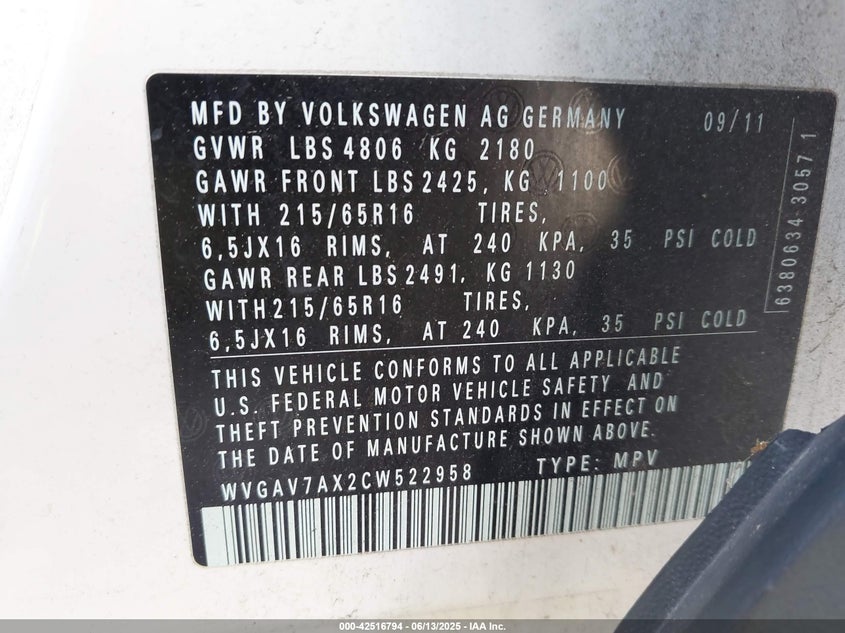 MFD BY VOLKSWAGEN AG GERMANY 09/11
GVWR LBS 4806 KG 2180
GAWR FRONT LBS 2425, KG 1100
WITH 215/65R16 TIRES,
6,5JX16 RIMS, AT 240 KPA, 35 PSI COLD
GAWR REAR LBS 2491, KG 1130
WITH 215/65R16 TIRES,
6,5JX16 RIMS, AT 240 KPA, 35 PSI COLD
THIS VEHICLE CONFORMS TO ALL APPLICABLE
U.S. FEDERAL MOTOR VEHICLE SAFETY AND
THEFT PREVENTION STANDARDS IN EFFECT ON
THE DATE OF MANUFACTURE SHOWN ABOVE.
WVGAV7AX2CW522958 TYPE: MPV
6380634 3057 1
000-42516794 - 06/13/2025 - IAA Inc.